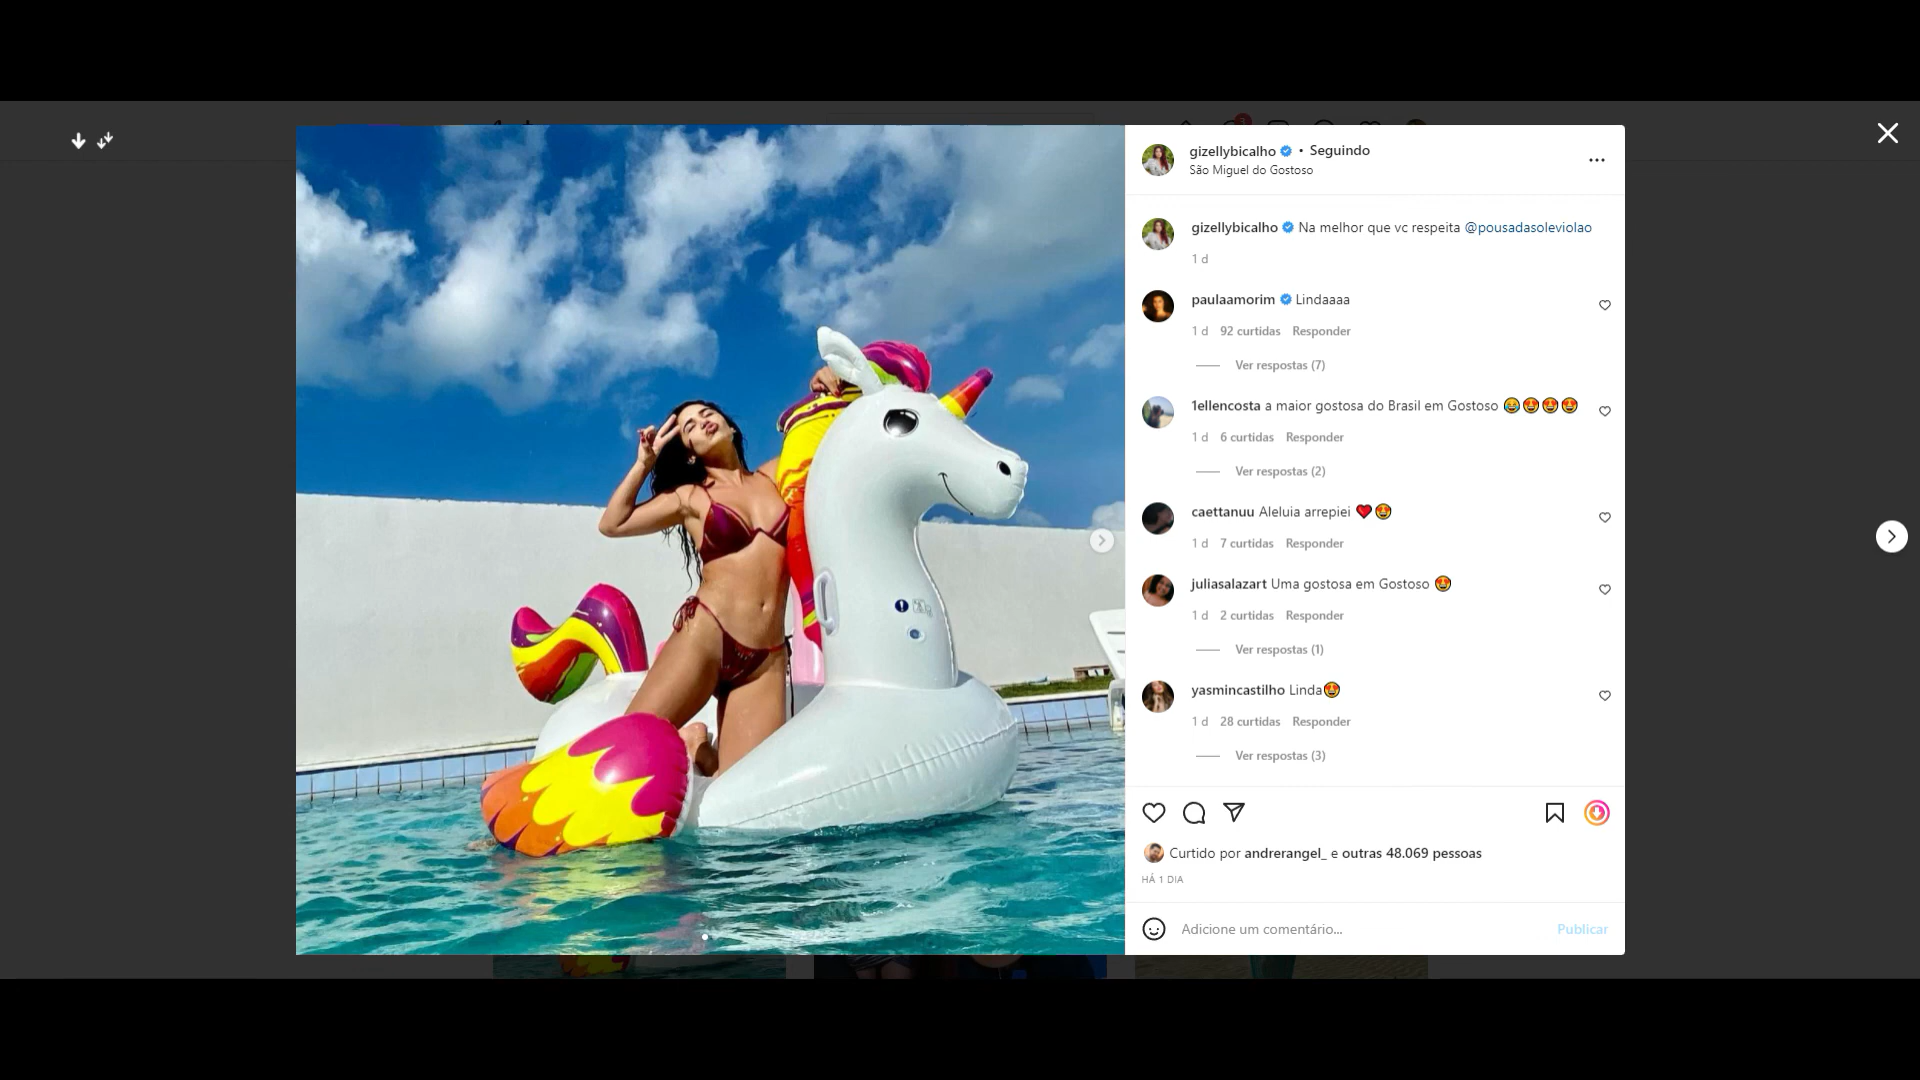 gizellybicalho • Seguindo
São Miguel do Gostoso
gizellybicalho Na melhor que vc respeita @pousadasoleviolao
1 d
paulaamorim Lindaaaa
1 d 92 curtidas Responder
Ver respostas (7)
1ellencosta a maior gostosa do Brasil em Gostoso 😂😍😍😍
1 d 6 curtidas Responder
Ver respostas (2)
caettanuu Aleluia arrepiei ❤️😍
1 d 7 curtidas Responder
juliasalazart Uma gostosa em Gostoso 😍
1 d 2 curtidas Responder
Ver respostas (1)
yasmincastilho Linda😍
1 d 28 curtidas Responder
Ver respostas (3)
Curtido por andrerangel_ e outras 48.069 pessoas
HÁ 1 DIA
Adicione um comentário... Publicar